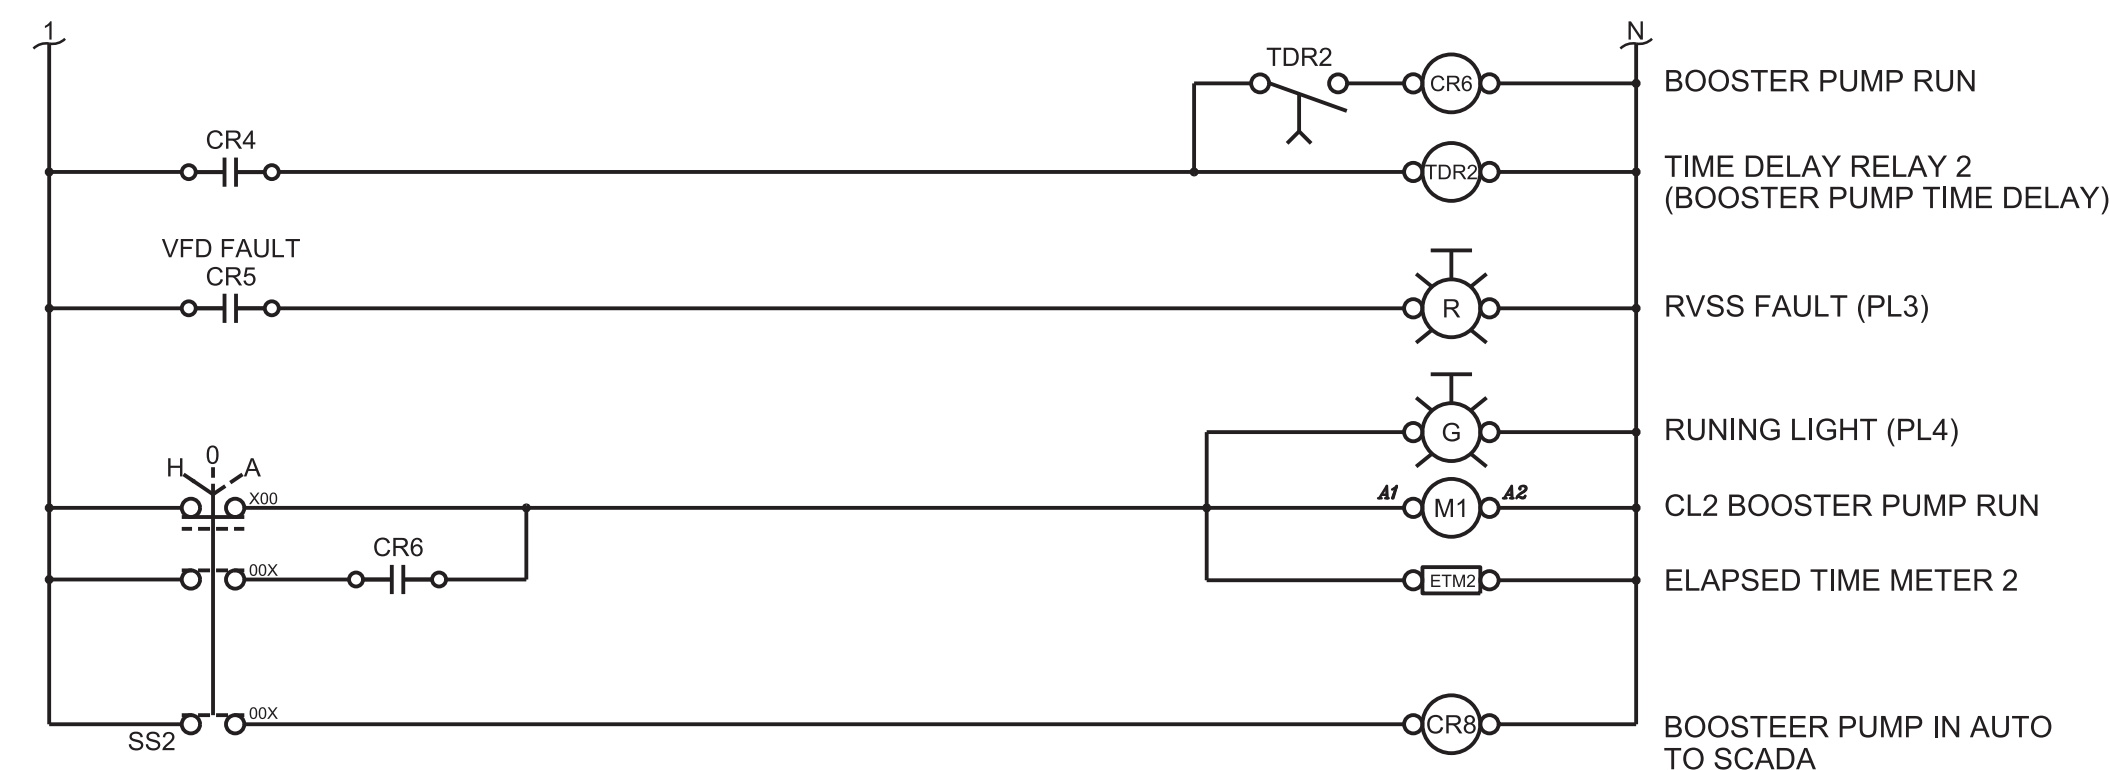 1
N
TDR2
CR6
BOOSTER PUMP RUN
CR4
TDR2
TIME DELAY RELAY 2
(BOOSTER PUMP TIME DELAY)
VFD FAULT
CR5
R
RVSS FAULT (PL3)
G
RUNING LIGHT (PL4)
H 0 A
X00
A1
M1
A2
CL2 BOOSTER PUMP RUN
00X
CR6
ETM2
ELAPSED TIME METER 2
00X
SS2
CR8
BOOSTEER PUMP IN AUTO
TO SCADA